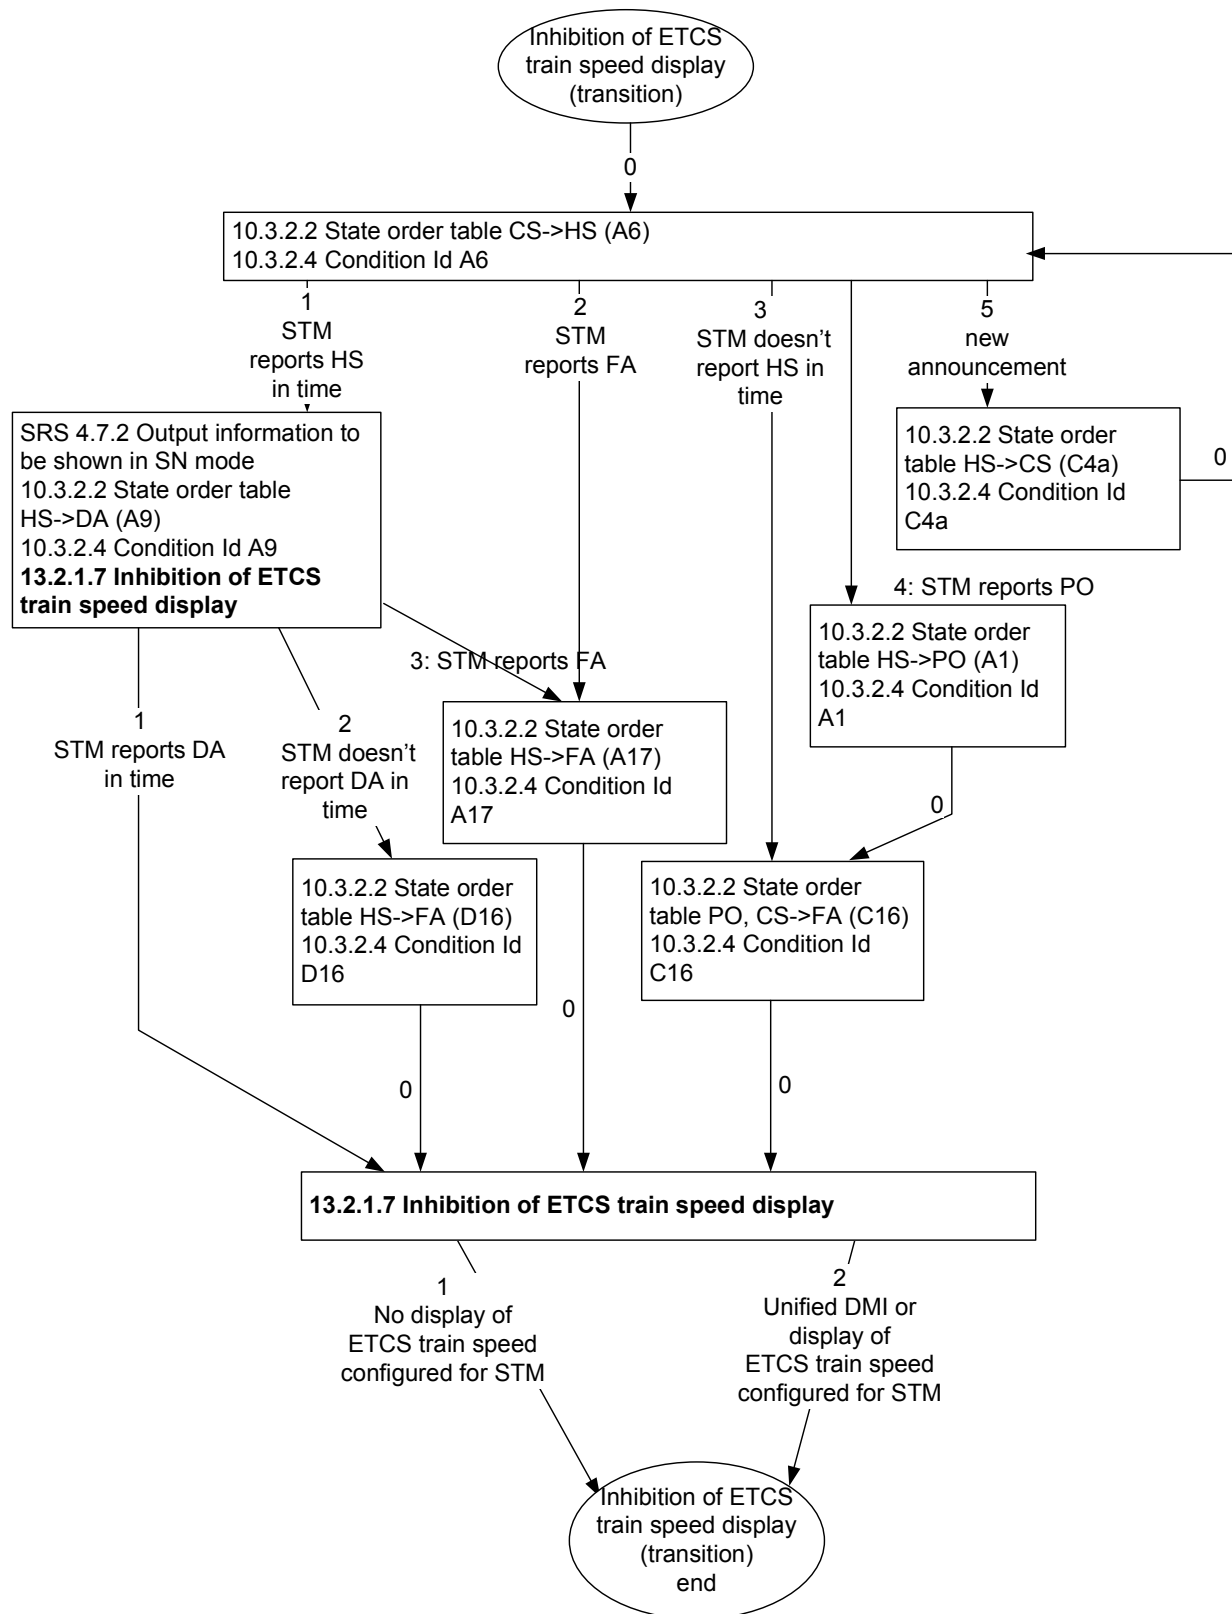 Inhibition of ETCS
train speed display
(transition)
0
10.3.2.2 State order table CS->HS (A6)
10.3.2.4 Condition Id A6
1
STM
reports HS
in time
2
STM
reports FA
3
STM doesn't
report HS in
time
5
new
announcement
SRS 4.7.2 Output information to
be shown in SN mode
10.3.2.2 State order table
HS->DA (A9)
10.3.2.4 Condition Id A9
13.2.1.7 Inhibition of ETCS
train speed display
10.3.2.2 State order
table HS->CS (C4a)
10.3.2.4 Condition Id
C4a
0
4: STM reports PO
10.3.2.2 State order
table HS->PO (A1)
10.3.2.4 Condition Id
A1
3: STM reports FA
1
STM reports DA
in time
2
STM doesn't
report DA in
time
10.3.2.2 State order
table HS->FA (A17)
10.3.2.4 Condition Id
A17
0
10.3.2.2 State order
table HS->FA (D16)
10.3.2.4 Condition Id
D16
10.3.2.2 State order
table PO, CS->FA (C16)
10.3.2.4 Condition Id
C16
0
0
0
13.2.1.7 Inhibition of ETCS train speed display
1
No display of
ETCS train speed
configured for STM
2
Unified DMI or
display of
ETCS train speed
configured for STM
Inhibition of ETCS
train speed display
(transition)
end